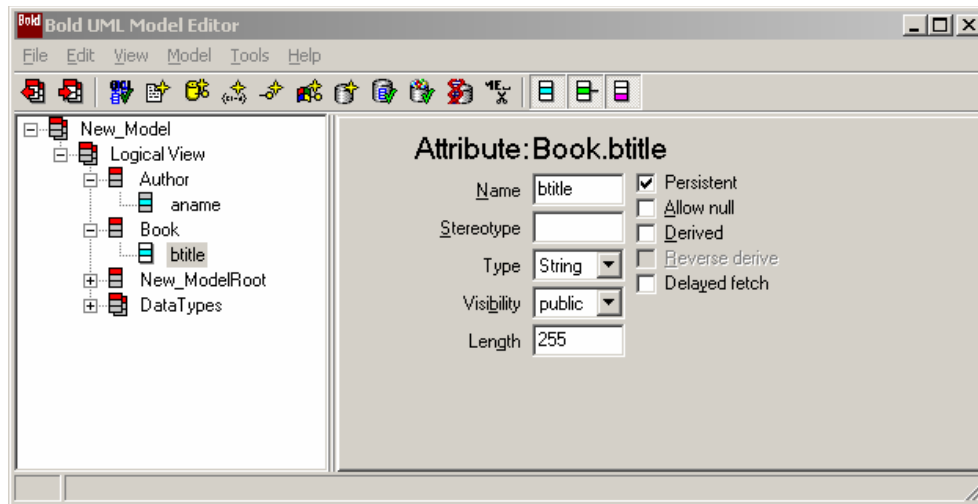 Bold Bold UML Model Editor
File Edit View Model Tools Help
New_Model
Logical View
Author
aname
Book
btitle
New_ModelRoot
DataTypes
Attribute:Book.btitle
Name btitle
Stereotype
Type String
Visibility public
Length 255
Persistent
Allow null
Derived
Reverse derive
Delayed fetch